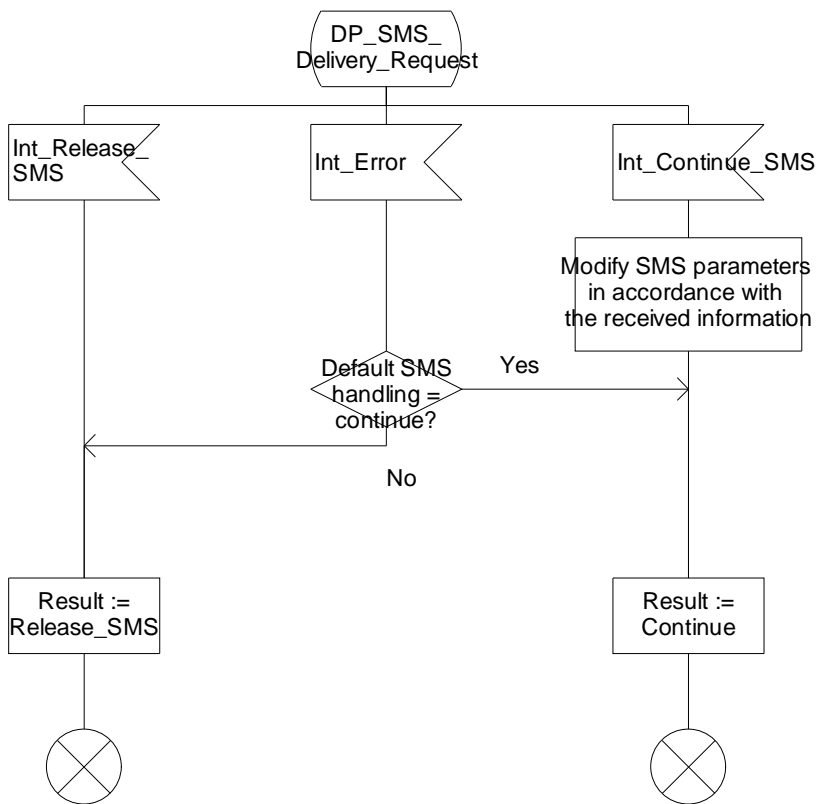 DP_SMS_
Delivery_Request
Int_Release_
SMS
Int_Error
Int_Continue_SMS
Modify SMS parameters
in accordance with
the received information
Default SMS
handling =
continue?
Yes
No
Result :=
Release_SMS
Result :=
Continue